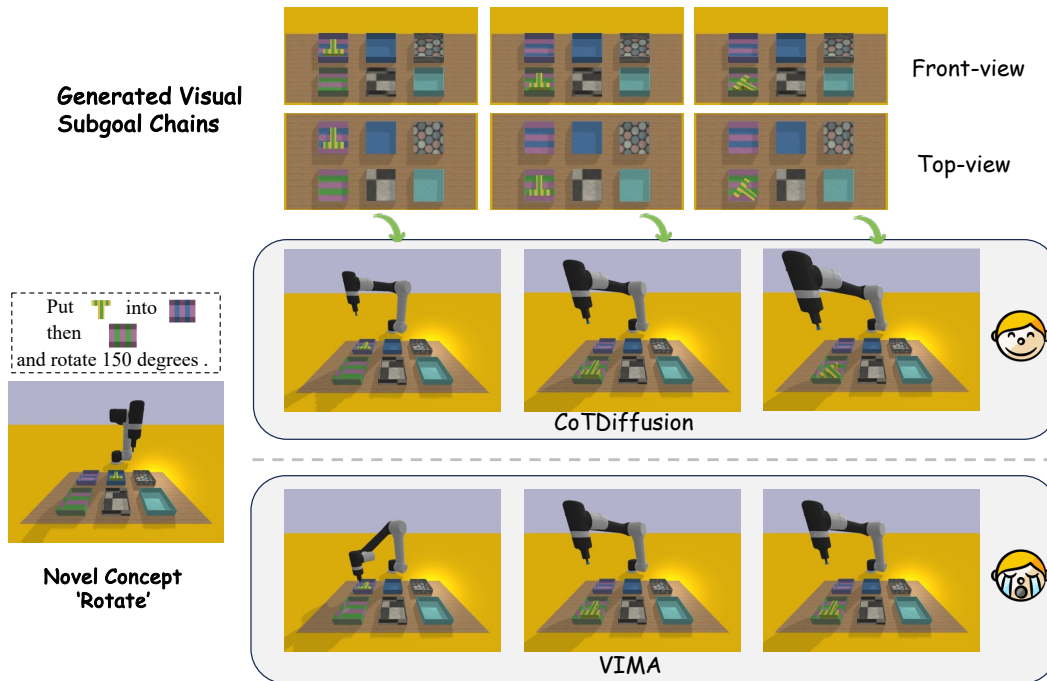 Generated Visual
Subgoal Chains
Front-view
Top-view
Put into
then
and rotate 150 degrees .
CoTDiffusion
Novel Concept
‘Rotate’
VIMA